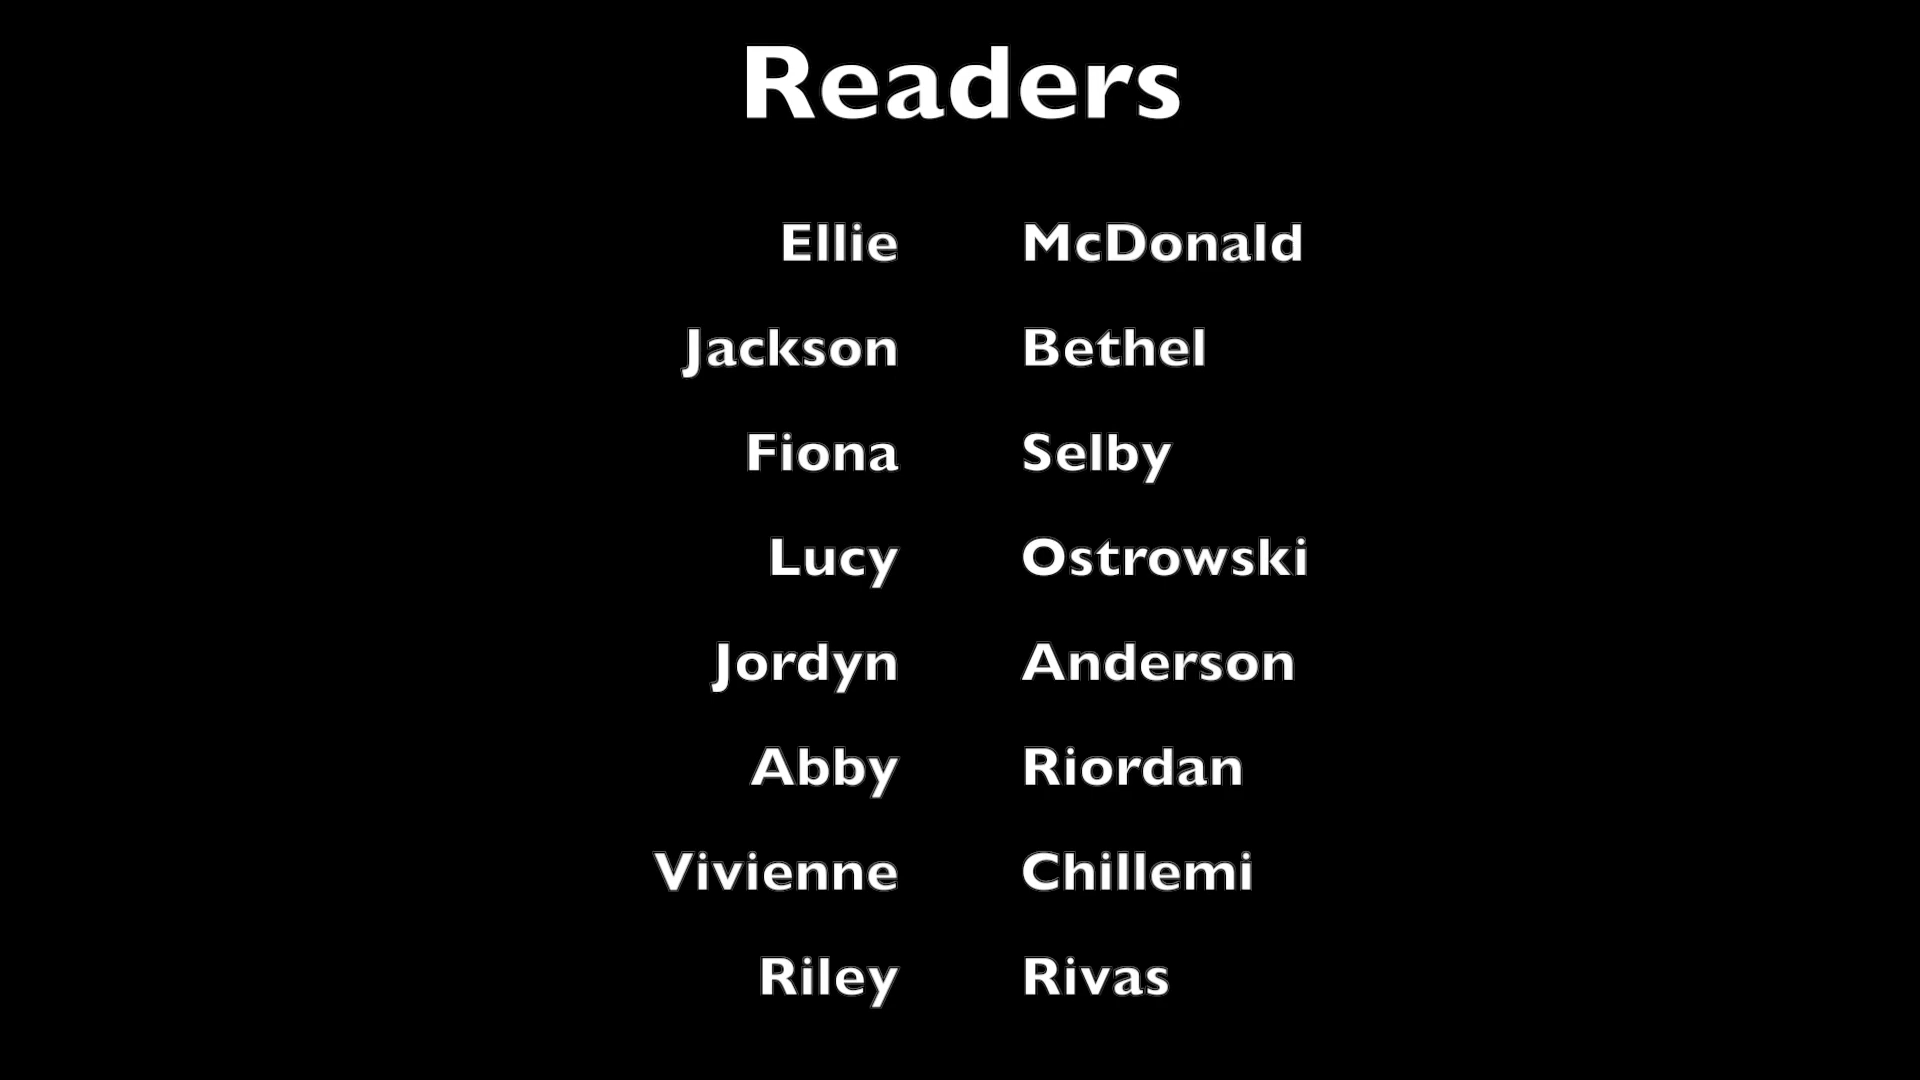 Readers
Ellie McDonald
Jackson Bethel
Fiona Selby
Lucy Ostrowski
Jordyn Anderson
Abby Riordan
Vivienne Chillemi
Riley Rivas